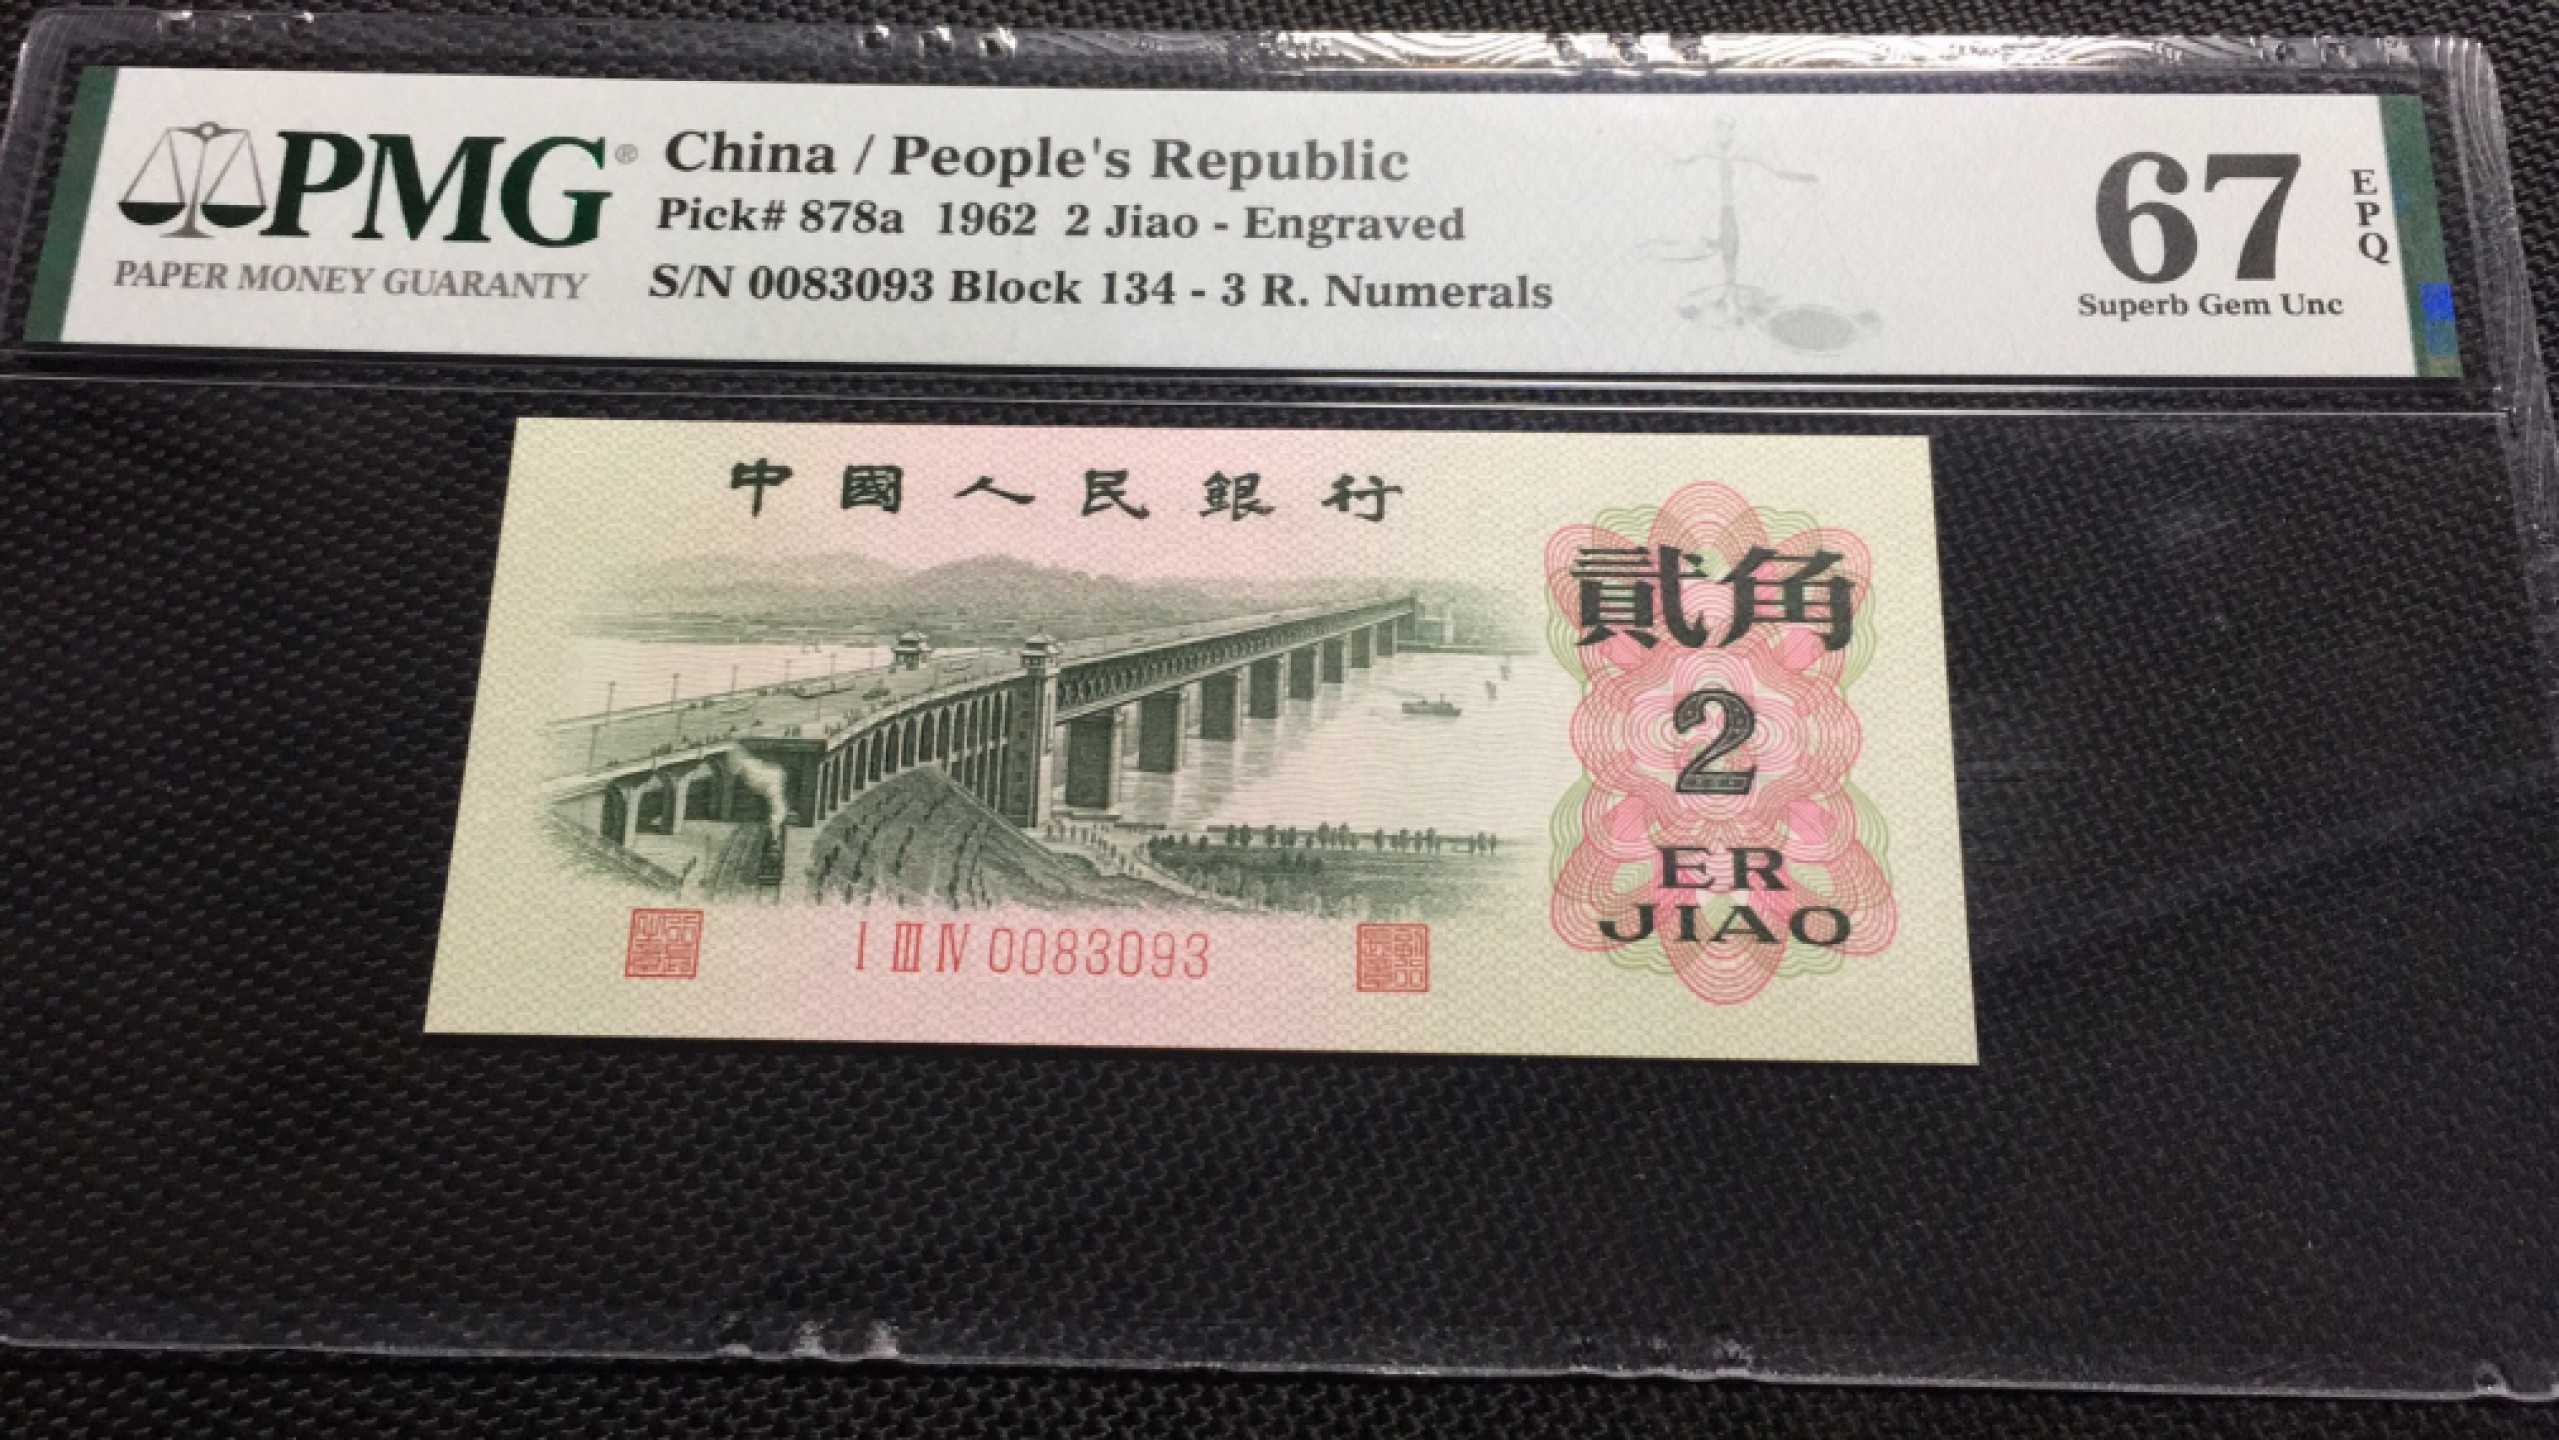 PMG®
PAPER MONEY GUARANTY
China / People's Republic
Pick# 878a 1962 2 Jiao - Engraved
S/N 0083093 Block 134 - 3 R. Numerals
67
EPQ
Superb Gem Unc
中國人民銀行
貳角
2
ER
JIAO
I III IV 0083093